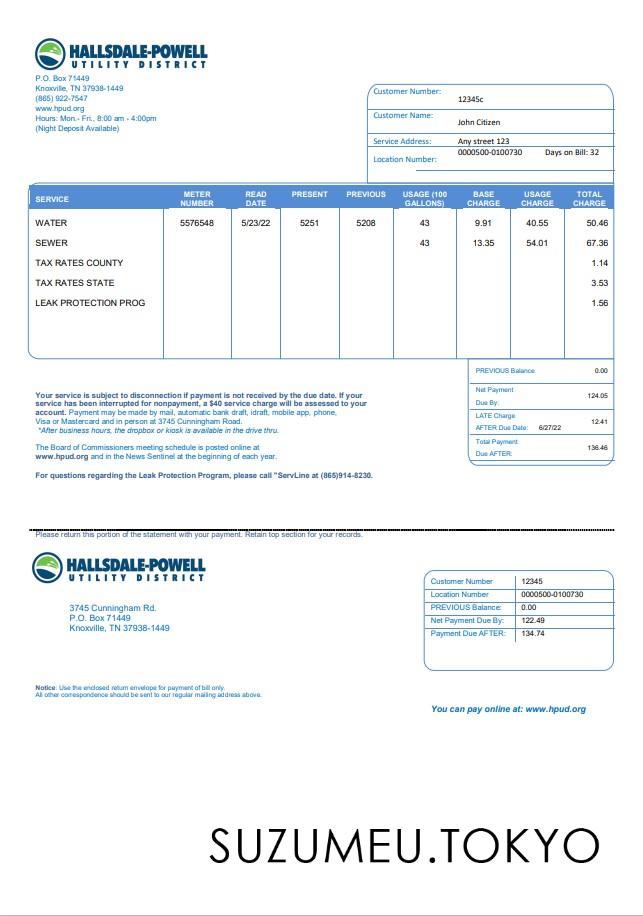 HALLSDALE-POWELL
UTILITY DISTRICT
P.O. Box 71449
Knoxville, TN 37938-1449
(865) 922-7547
www.hpud.org
Hours: Mon.- Fri., 8:00 am - 4:00pm
(Night Deposit Available)
Customer Number: 12345c
Customer Name: John Citizen
Service Address: Any street 123
Location Number: 0000500-0100730 Days on Bill: 32
SERVICE METER NUMBER READ DATE PRESENT PREVIOUS USAGE (100 GALLONS) BASE CHARGE USAGE CHARGE TOTAL CHARGE
WATER 5576548 5/23/22 5251 5208 43 9.91 40.55 50.46
SEWER 43 13.35 54.01 67.36
TAX RATES COUNTY 1.14
TAX RATES STATE 3.53
LEAK PROTECTION PROG 1.56
PREVIOUS Balance 0.00
Net Payment Due By: 124.05
LATE Charge AFTER Due Date: 6/27/22 12.41
Total Payment Due AFTER: 136.46
Your service is subject to disconnection if payment is not received by the due date. If your
service has been interrupted for nonpayment, a $40 service charge will be assessed to your
account. Payment may be made by mail, automatic bank draft, idraft, mobile app, phone,
Visa or Mastercard and in person at 3745 Cunningham Road.
*After business hours, the dropbox or kiosk is available in the drive thru.
The Board of Commissioners meeting schedule is posted online at
www.hpud.org and in the News Sentinel at the beginning of each year.
For questions regarding the Leak Protection Program, please call "ServLine at (865)914-8230.
Please return this portion of the statement with your payment. Retain top section for your records.
HALLSDALE-POWELL
UTILITY DISTRICT
3745 Cunningham Rd.
P.O. Box 71449
Knoxville, TN 37938-1449
Customer Number 12345
Location Number 0000500-0100730
PREVIOUS Balance: 0.00
Net Payment Due By: 122.49
Payment Due AFTER: 134.74
Notice: Use the enclosed return envelope for payment of bill only.
All other correspondence should be sent to our regular mailing address above.
You can pay online at: www.hpud.org
SUZUMEU.TOKYO